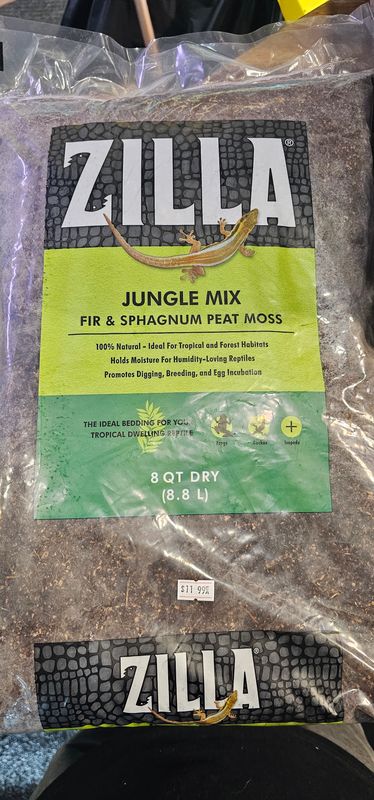 ZILLA®
JUNGLE MIX
FIR & SPHAGNUM PEAT MOSS
100% Natural - Ideal For Tropical and Forest Habitats
Holds Moisture For Humidity-Loving Reptiles
Promotes Digging, Breeding, and Egg Incubation
THE IDEAL BEDDING FOR YOUR
TROPICAL DWELLING REPTILE
Frogs Geckos
8 QT DRY
(8.8 L)
$11 99
ZILLA®